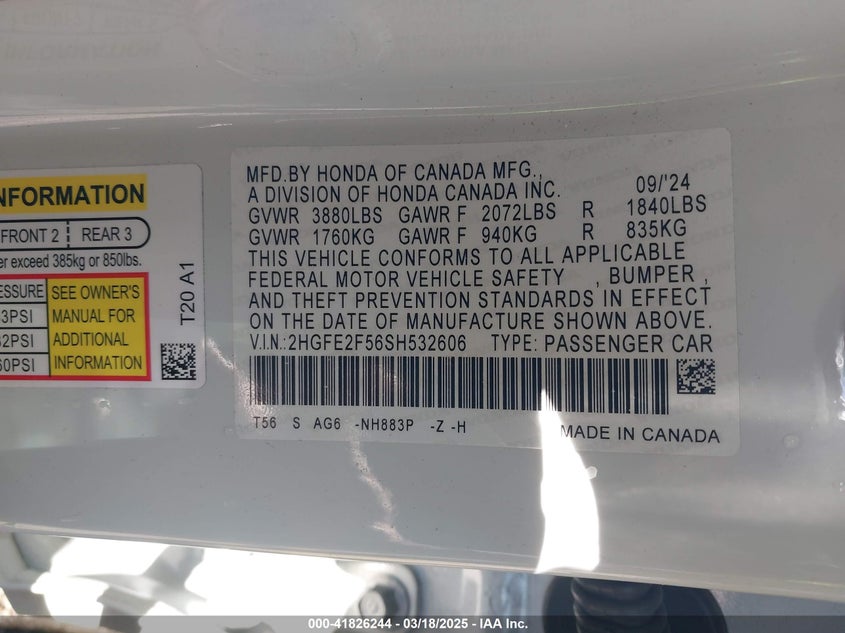 INFORMATION
FRONT 2 REAR 3
er exceed 385kg or 850lbs.
SEE OWNER'S
MANUAL FOR
ADDITIONAL
INFORMATION
T20 A1
MFD.BY HONDA OF CANADA MFG.,
A DIVISION OF HONDA CANADA INC. 09/'24
GVWR 3880LBS GAWR F 2072LBS R 1840LBS
GVWR 1760KG GAWR F 940KG R 835KG
THIS VEHICLE CONFORMS TO ALL APPLICABLE
FEDERAL MOTOR VEHICLE SAFETY , BUMPER ,
AND THEFT PREVENTION STANDARDS IN EFFECT
ON THE DATE OF MANUFACTURE SHOWN ABOVE.
V.I.N.:2HGFE2F56SH532606 TYPE: PASSENGER CAR
T56 S AG6 -NH883P -Z -H
MADE IN CANADA
000-41826244 — 03/18/2025 — IAA Inc.